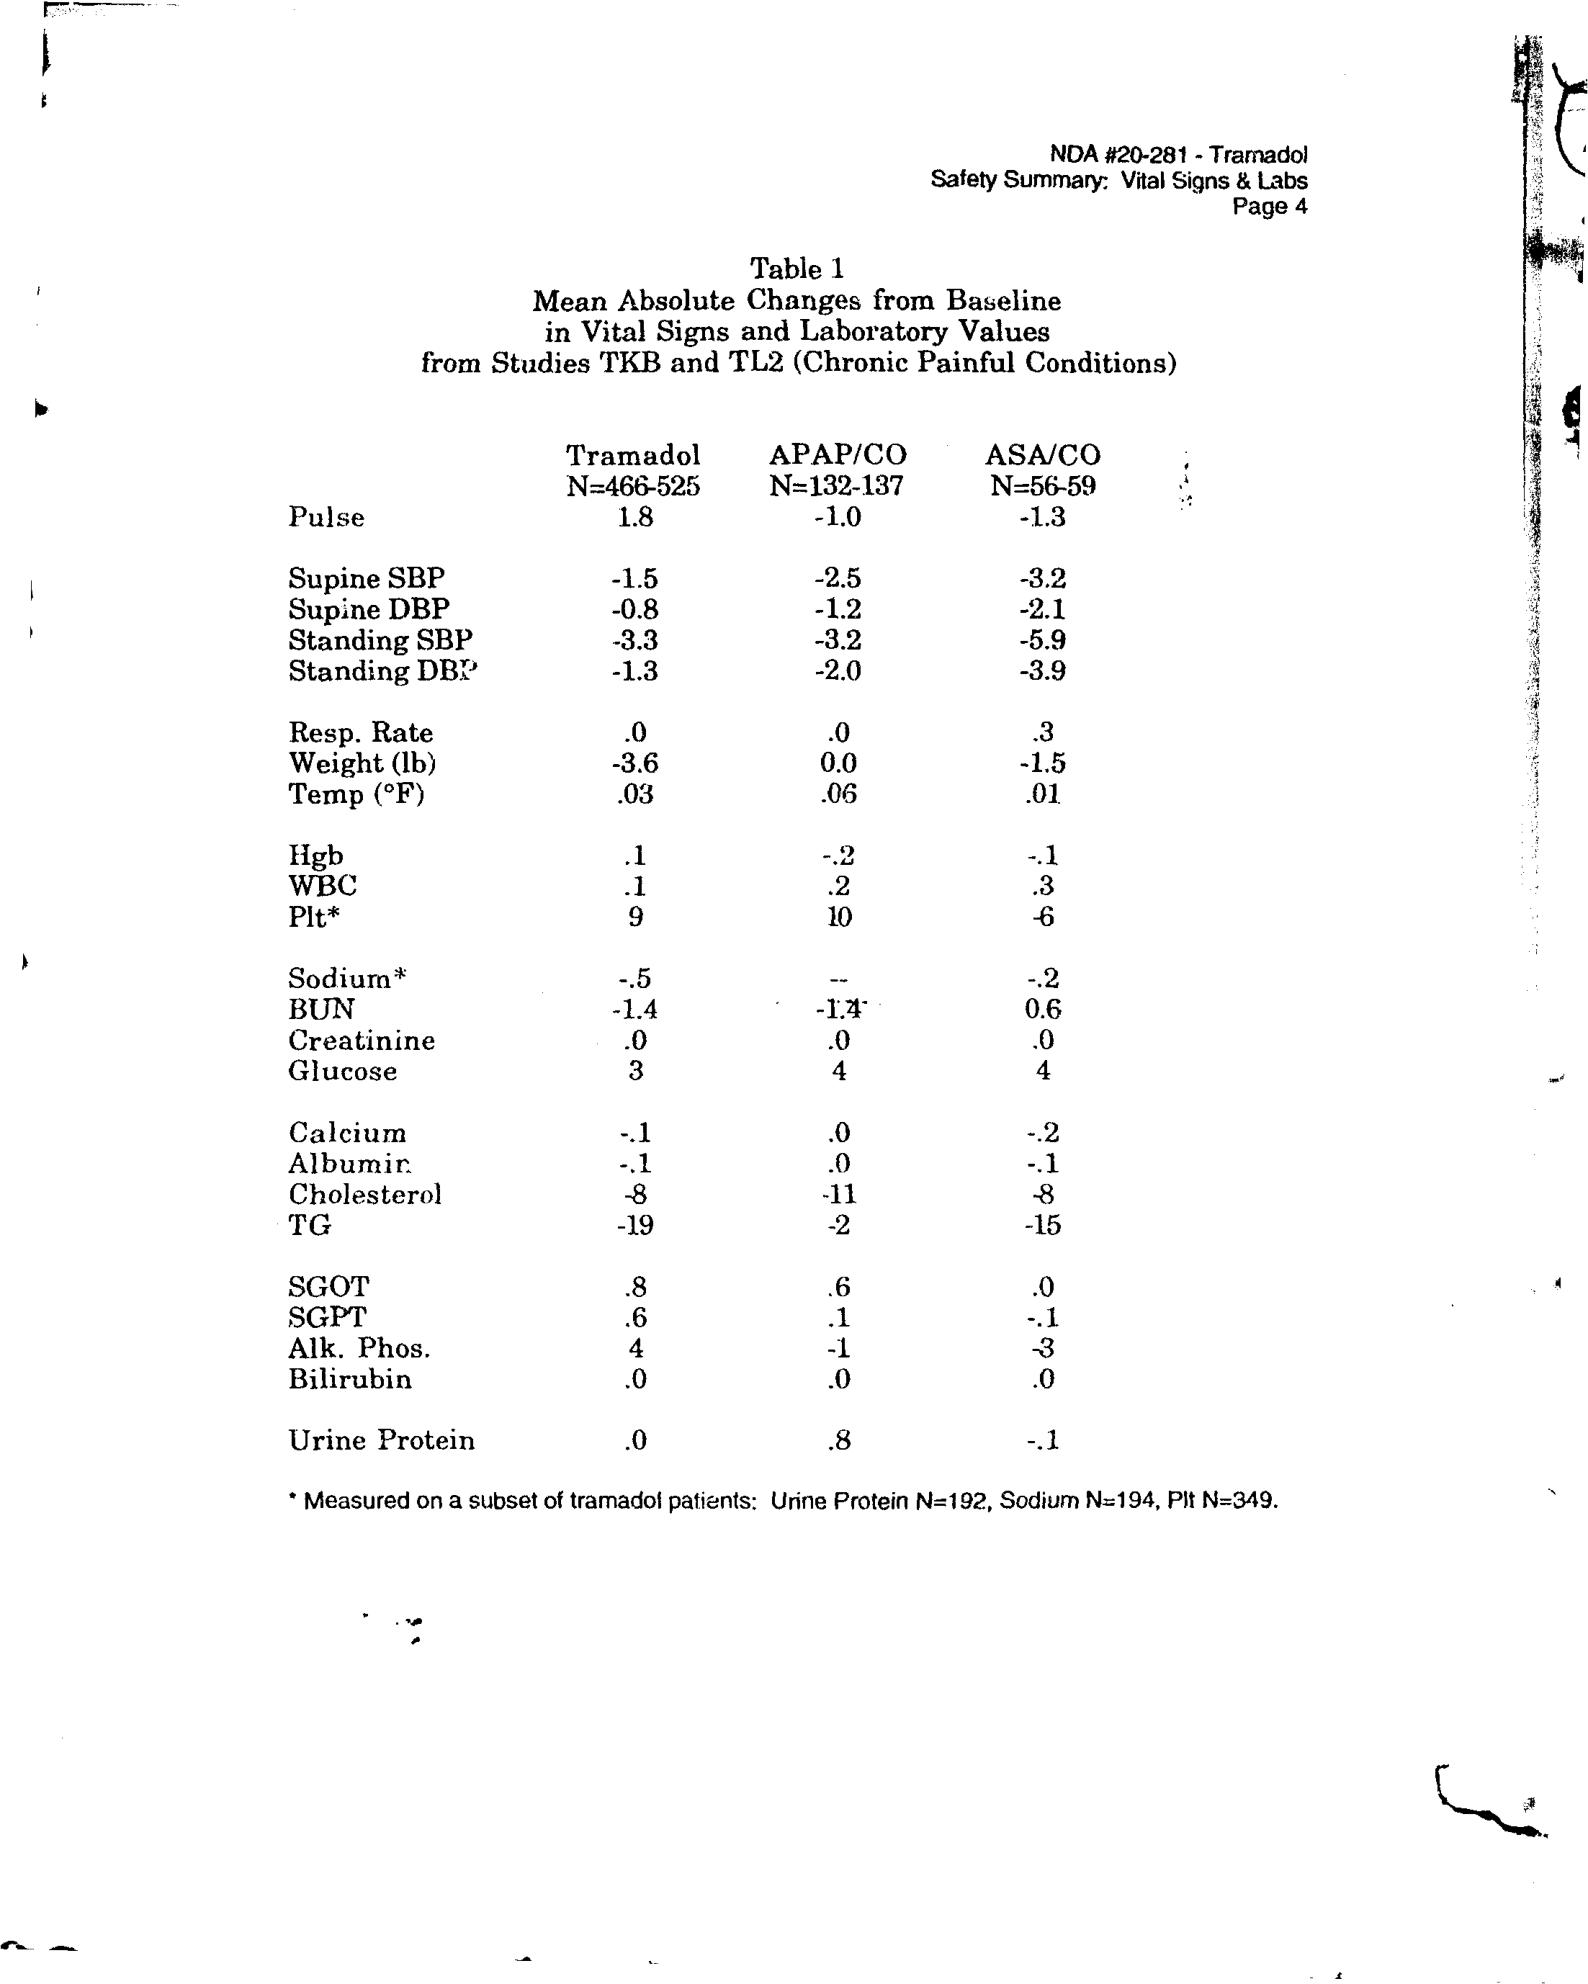 NDA #20-281 - Tramadol
Safety Summary: Vital Signs & Labs
Page 4
Table 1
Mean Absolute Changes from Baseline
in Vital Signs and Laboratory Values
from Studies TKB and TL2 (Chronic Painful Conditions)
Tramadol APAP/CO ASA/CO
N=466-525 N=132-137 N=56-59
Pulse 1.8 -1.0 -1.3
Supine SBP -1.5 -2.5 -3.2
Supine DBP -0.8 -1.2 -2.1
Standing SBP -3.3 -3.2 -5.9
Standing DBP -1.3 -2.0 -3.9
Resp. Rate .0 .0 .3
Weight (lb) -3.6 0.0 -1.5
Temp (°F) .03 .06 .01
Hgb .1 -.2 -.1
WBC .1 .2 .3
Plt* 9 10 -6
Sodium* -.5 -- -.2
BUN -1.4 0.6
Creatinine .0 .0 .0
Glucose 3 4 4
Calcium -.1 .0 -.2
Albumin -.1 .0 -.1
Cholesterol -8 -11 -8
TG -19 -2 -15
SGOT .8 .6 .0
SGPT .6 .1 -.1
Alk. Phos. 4 -1 -3
Bilirubin .0 .0 .0
Urine Protein .0 .8 -.1
* Measured on a subset of tramadol patients: Urine Protein N=192, Sodium N=194, Plt N=349.